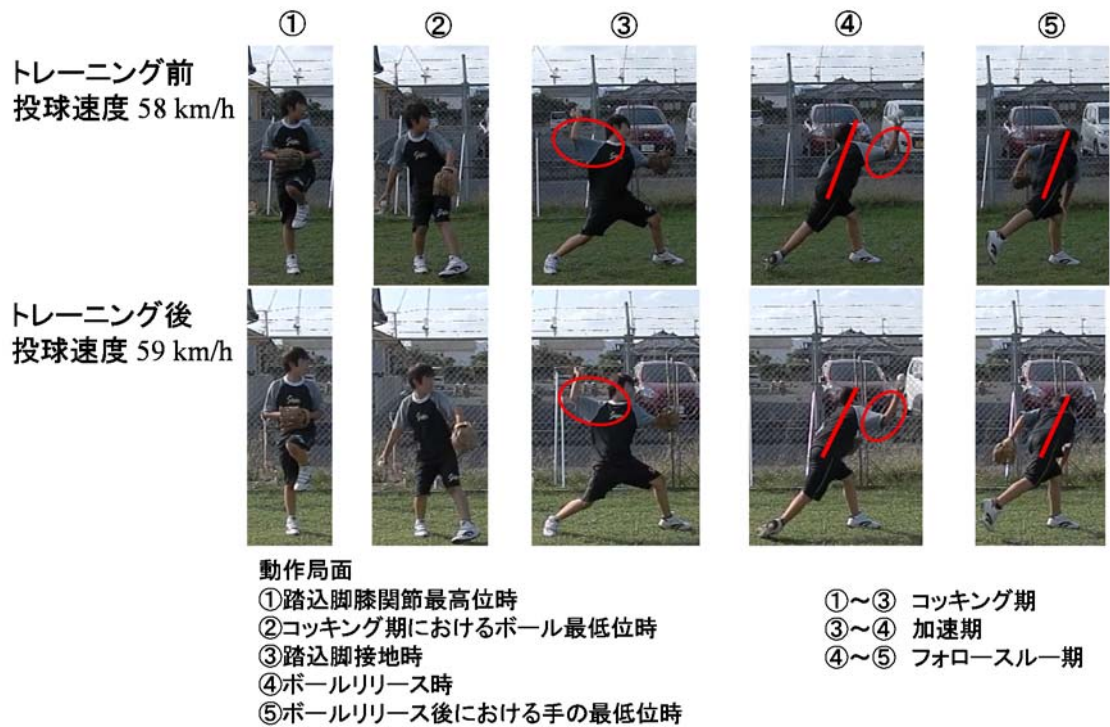 ① ② ③ ④ ⑤
トレーニング前
投球速度 58 km/h
トレーニング後
投球速度 59 km/h
動作局面
①踏込脚膝関節最高位時
②コッキング期におけるボール最低位時
③踏込脚接地時
④ボールリリース時
⑤ボールリリース後における手の最低位時
①～③ コッキング期
③～④ 加速期
④～⑤ フォロースルー期